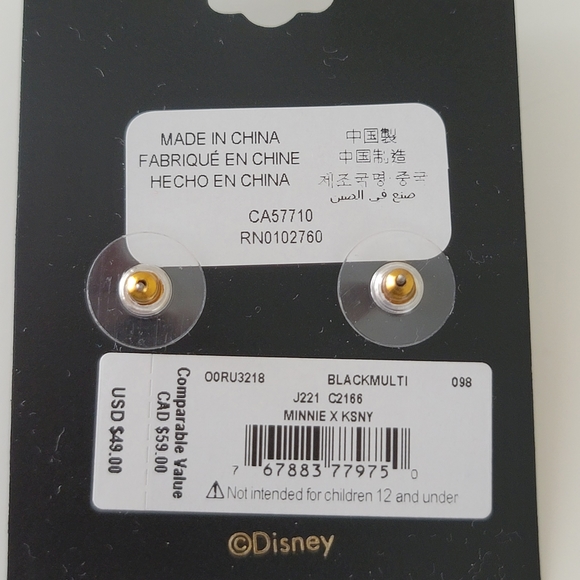 MADE IN CHINA
FABRIQUÉ EN CHINE
HECHO EN CHINA
中国製
中国制造
제조국명:중국
صنع في الصين
CA57710
RN0102760
O0RU3218 BLACKMULTI 098
J221 C2166
MINNIE X KSNY
7 67883 77975 0
⚠Not intended for children 12 and under
Comparable Value
CAD $59.00
USD $49.00
©Disney